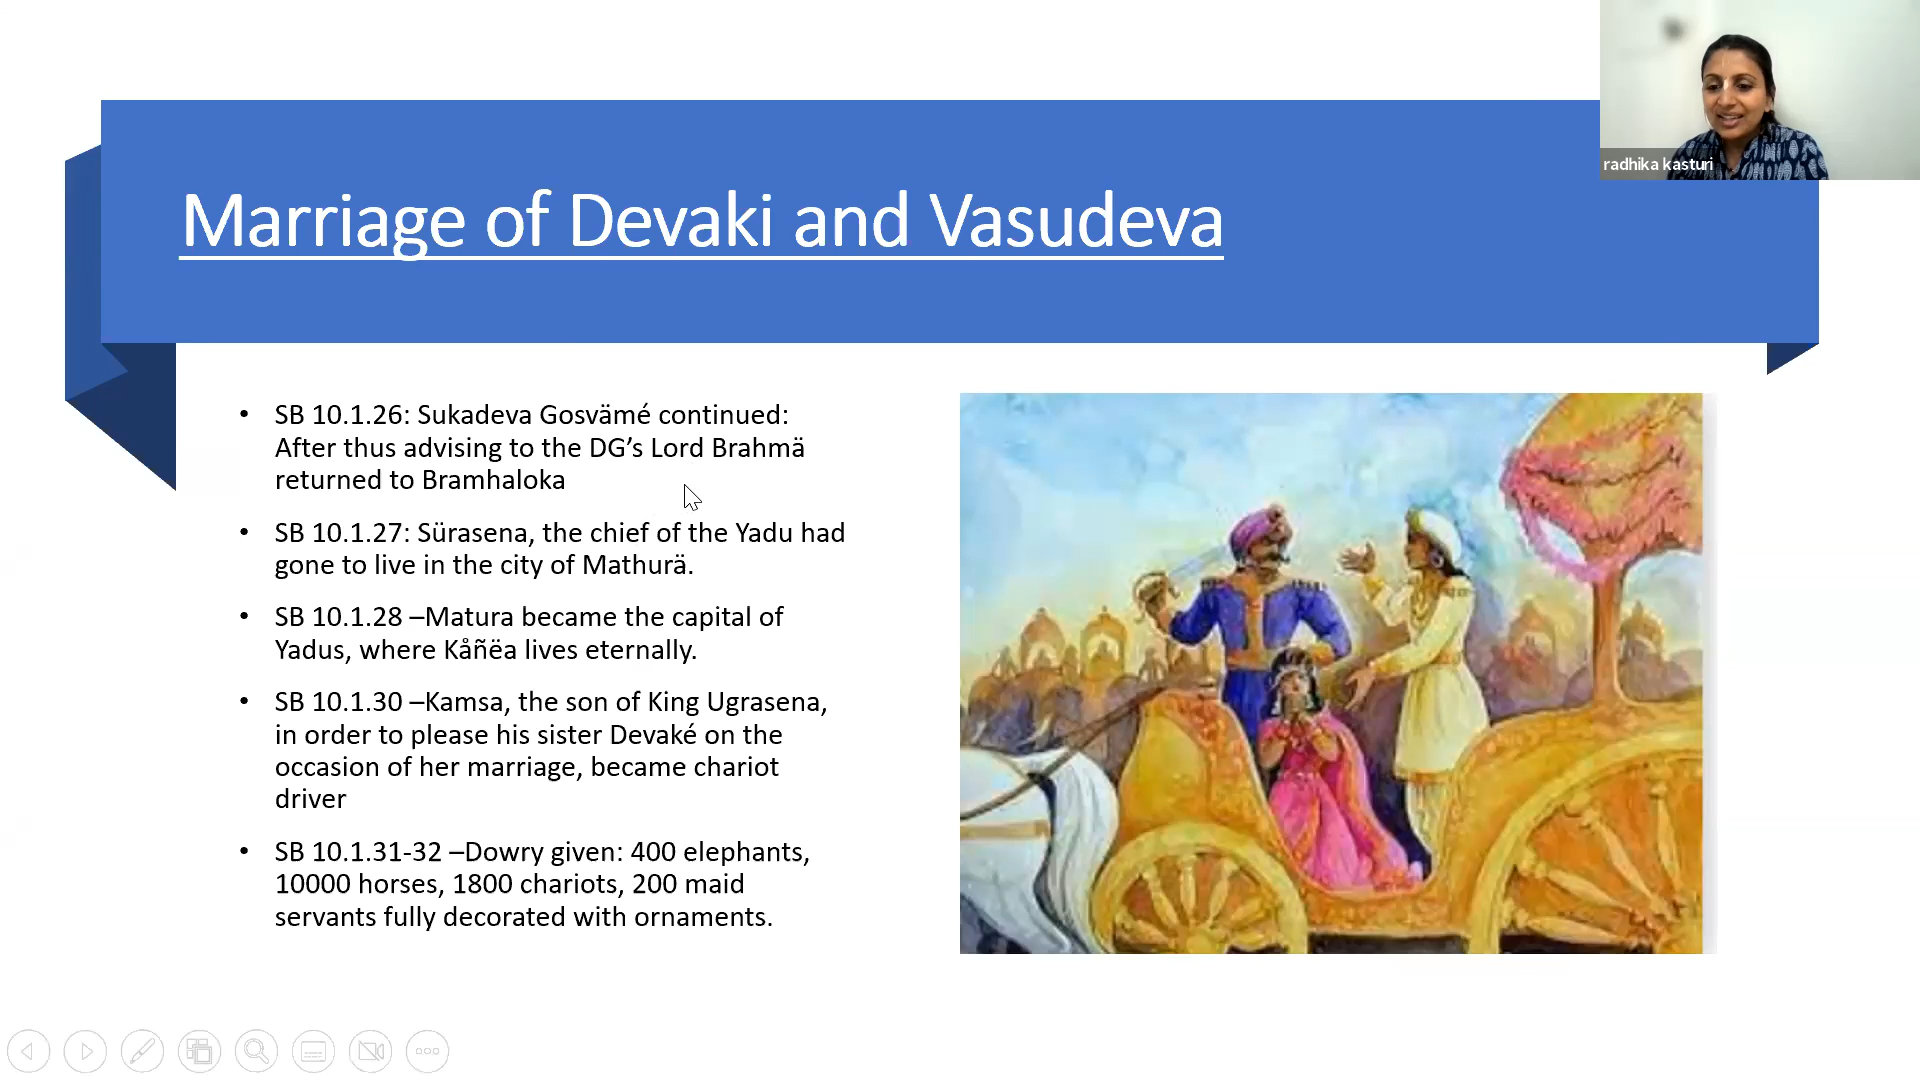 radhika kasturi
Marriage of Devaki and Vasudeva
• SB 10.1.26: Sukadeva Gosvämé continued:
After thus advising to the DG’s Lord Brahmä
returned to Bramhaloka
• SB 10.1.27: Sürasena, the chief of the Yadu had
gone to live in the city of Mathurä.
• SB 10.1.28 –Matura became the capital of
Yadus, where Kåñëa lives eternally.
• SB 10.1.30 –Kamsa, the son of King Ugrasena,
in order to please his sister Devaké on the
occasion of her marriage, became chariot
driver
• SB 10.1.31-32 –Dowry given: 400 elephants,
10000 horses, 1800 chariots, 200 maid
servants fully decorated with ornaments.